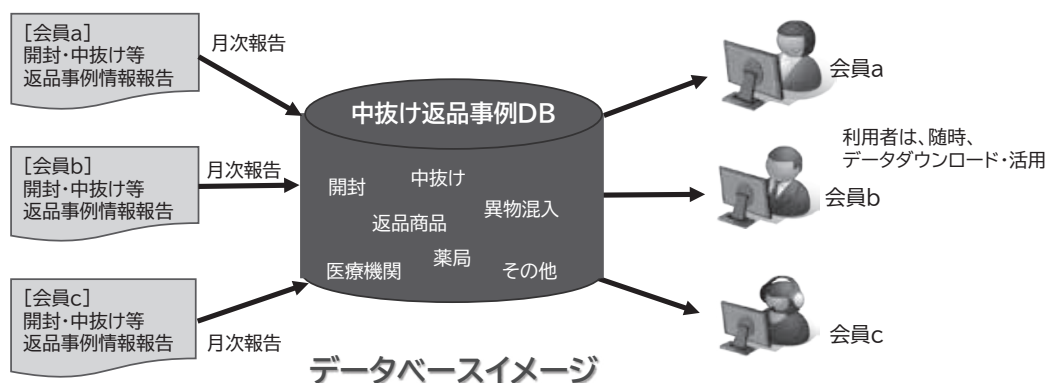 [会員a]
開封・中抜け等
返品事例情報報告
月次報告
[会員b]
開封・中抜け等
返品事例情報報告
月次報告
[会員c]
開封・中抜け等
返品事例情報報告
月次報告
中抜け返品事例DB
開封
中抜け
返品商品
異物混入
医療機関
薬局
その他
データベースイメージ
会員a
利用者は、随時、
データダウンロード・活用
会員b
会員c